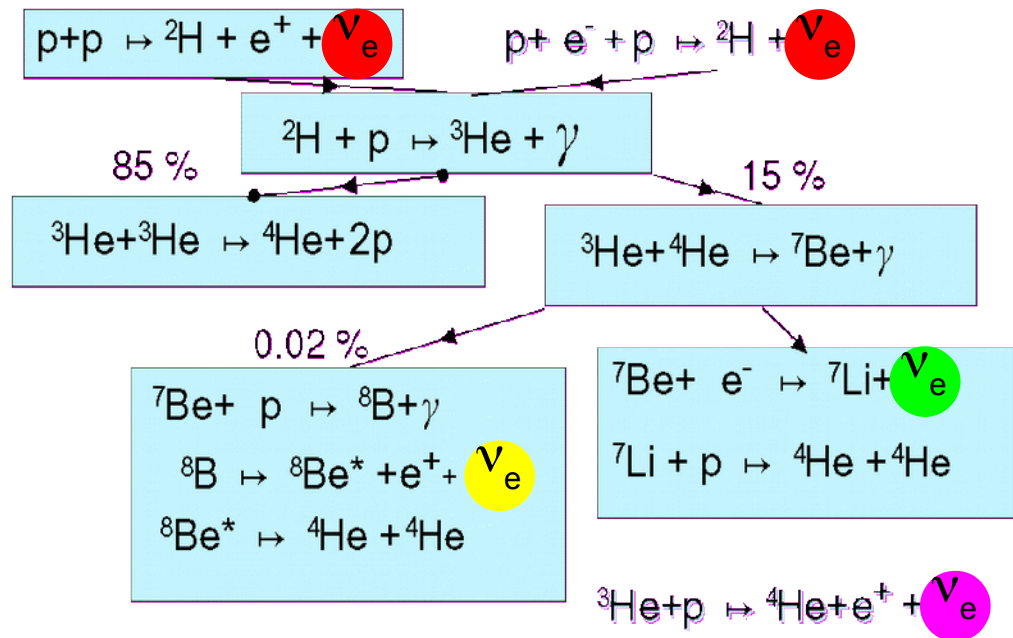 p+p ↦ ²H + e⁺ + νₑ
p+ e⁻ + p ↦ ²H + νₑ
²H + p ↦ ³He + γ
85 %
15 %
³He+³He ↦ ⁴He+2p
³He+⁴He ↦ ⁷Be+γ
0.02 %
⁷Be+ p ↦ ⁸B+γ
⁸B ↦ ⁸Be* +e⁺+ νₑ
⁸Be* ↦ ⁴He +⁴He
⁷Be+ e⁻ ↦ ⁷Li+ νₑ
⁷Li + p ↦ ⁴He +⁴He
³He+p ↦ ⁴He+e⁺ + νₑ